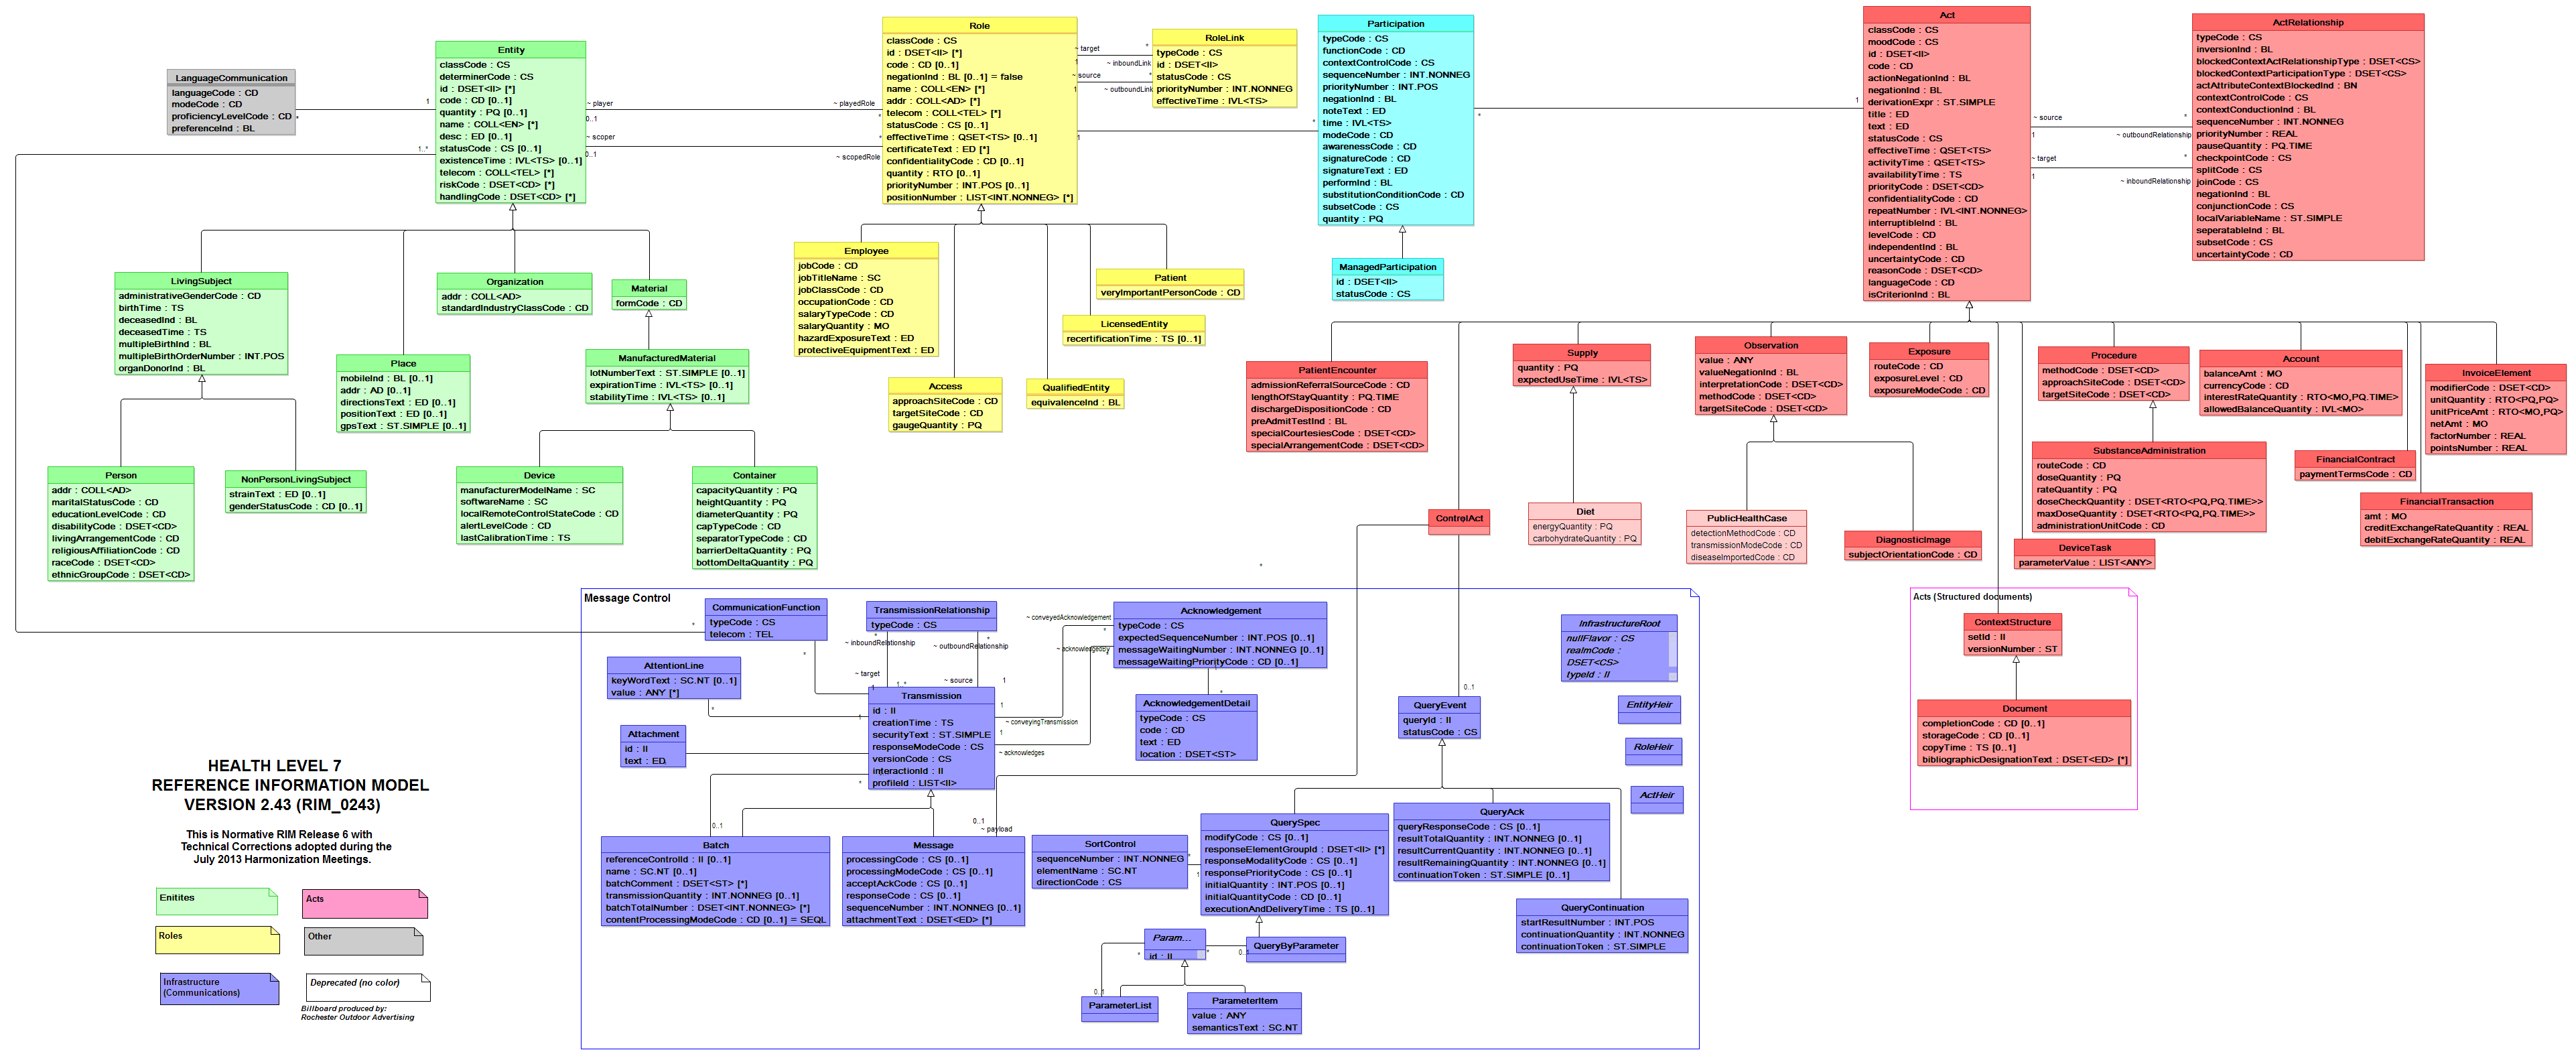 LanguageCommunication
languageCode : CD
modeCode : CD
proficiencyLevelCode : CD
preferenceInd : BL
Entity
classCode : CS
determinerCode : CS
id : DSET<II> [*]
code : CD [0..1]
quantity : PQ [0..1]
name : COLL<EN> [*]
desc : ED [0..1]
statusCode : CS [0..1]
existenceTime : IVL<TS> [0..1]
telecom : COLL<TEL> [*]
riskCode : DSET<CD> [*]
handlingCode : DSET<CD> [*]
1
*
1..*
~ player
0..1
~ playedRole
*
~ scoper
0..1
*
~ scopedRole
Role
classCode : CS
id : DSET<II> [*]
code : CD [0..1]
negationInd : BL [0..1] = false
name : COLL<EN> [*]
addr : COLL<AD> [*]
telecom : COLL<TEL> [*]
statusCode : CS [0..1]
effectiveTime : QSET<TS> [0..1]
certificateText : ED [*]
confidentialityCode : CD [0..1]
quantity : RTO [0..1]
priorityNumber : INT.POS [0..1]
positionNumber : LIST<INT.NONNEG> [*]
~ target
*
1
~ inboundLink
~ source
*
1
~ outboundLink
RoleLink
typeCode : CS
id : DSET<II>
statusCode : CS
priorityNumber : INT.NONNEG
effectiveTime : IVL<TS>
1
*
Participation
typeCode : CS
functionCode : CD
contextControlCode : CS
sequenceNumber : INT.NONNEG
priorityNumber : INT.POS
negationInd : BL
noteText : ED
time : IVL<TS>
modeCode : CD
awarenessCode : CD
signatureCode : CD
signatureText : ED
performInd : BL
substitutionConditionCode : CD
subsetCode : CS
quantity : PQ
*
1
Act
classCode : CS
moodCode : CS
id : DSET<II>
code : CD
actionNegationInd : BL
negationInd : BL
derivationExpr : ST.SIMPLE
title : ED
text : ED
statusCode : CS
effectiveTime : QSET<TS>
activityTime : QSET<TS>
availabilityTime : TS
priorityCode : DSET<CD>
confidentialityCode : CD
repeatNumber : IVL<INT.NONNEG>
interruptibleInd : BL
levelCode : CD
independentInd : BL
uncertaintyCode : CD
reasonCode : DSET<CD>
languageCode : CD
isCriterionInd : BL
~ source
*
1
~ outboundRelationship
~ target
*
1
~ inboundRelationship
ActRelationship
typeCode : CS
inversionInd : BL
blockedContextActRelationshipType : DSET<CS>
blockedContextParticipationType : DSET<CS>
actAttributeContextBlockedInd : BN
contextControlCode : CS
contextConductionInd : BL
sequenceNumber : INT.NONNEG
priorityNumber : REAL
pauseQuantity : PQ.TIME
checkpointCode : CS
splitCode : CS
joinCode : CS
negationInd : BL
conjunctionCode : CS
localVariableName : ST.SIMPLE
seperatableInd : BL
subsetCode : CS
uncertaintyCode : CD
LivingSubject
administrativeGenderCode : CD
birthTime : TS
deceasedInd : BL
deceasedTime : TS
multipleBirthInd : BL
multipleBirthOrderNumber : INT.POS
organDonorInd : BL
Place
mobileInd : BL [0..1]
addr : AD [0..1]
directionsText : ED [0..1]
positionText : ED [0..1]
gpsText : ST.SIMPLE [0..1]
Organization
addr : COLL<AD>
standardIndustryClassCode : CD
Material
formCode : CD
ManufacturedMaterial
lotNumberText : ST.SIMPLE [0..1]
expirationTime : IVL<TS> [0..1]
stabilityTime : IVL<TS> [0..1]
Person
addr : COLL<AD>
maritalStatusCode : CD
educationLevelCode : CD
disabilityCode : DSET<CD>
livingArrangementCode : CD
religiousAffiliationCode : CD
raceCode : DSET<CD>
ethnicGroupCode : DSET<CD>
NonPersonLivingSubject
strainText : ED [0..1]
genderStatusCode : CD [0..1]
Device
manufacturerModelName : SC
softwareName : SC
localRemoteControlStateCode : CD
alertLevelCode : CD
lastCalibrationTime : TS
Container
capacityQuantity : PQ
heightQuantity : PQ
diameterQuantity : PQ
capTypeCode : CD
separatorTypeCode : CD
barrierDeltaQuantity : PQ
bottomDeltaQuantity : PQ
Employee
jobCode : CD
jobTitleName : SC
jobClassCode : CD
occupationCode : CD
salaryTypeCode : CD
salaryQuantity : MO
hazardExposureText : ED
protectiveEquipmentText : ED
Access
approachSiteCode : CD
targetSiteCode : CD
gaugeQuantity : PQ
QualifiedEntity
equivalenceInd : BL
LicensedEntity
recertificationTime : TS [0..1]
Patient
veryImportantPersonCode : CD
ManagedParticipation
id : DSET<II>
statusCode : CS
PatientEncounter
admissionReferralSourceCode : CD
lengthOfStayQuantity : PQ.TIME
dischargeDispositionCode : CD
preAdmitTestInd : BL
specialCourtesiesCode : DSET<CD>
specialArrangementCode : DSET<CD>
ControlAct
Supply
quantity : PQ
expectedUseTime : IVL<TS>
Diet
energyQuantity : PQ
carbohydrateQuantity : PQ
Observation
value : ANY
valueNegationInd : BL
interpretationCode : DSET<CD>
methodCode : DSET<CD>
targetSiteCode : DSET<CD>
PublicHealthCase
detectionMethodCode : CD
transmissionModeCode : CD
diseaseImportedCode : CD
DiagnosticImage
subjectOrientationCode : CD
Exposure
routeCode : CD
exposureLevel : CD
exposureModeCode : CD
Procedure
methodCode : DSET<CD>
approachSiteCode : DSET<CD>
targetSiteCode : DSET<CD>
SubstanceAdministration
routeCode : CD
doseQuantity : PQ
rateQuantity : PQ
doseCheckQuantity : DSET<RTO<PQ,PQ.TIME>>
maxDoseQuantity : DSET<RTO<PQ,PQ.TIME>>
administrationUnitCode : CD
DeviceTask
parameterValue : LIST<ANY>
Account
balanceAmt : MO
currencyCode : CD
interestRateQuantity : RTO<MO,PQ.TIME>
allowedBalanceQuantity : IVL<MO>
FinancialContract
paymentTermsCode : CD
FinancialTransaction
amt : MO
creditExchangeRateQuantity : REAL
debitExchangeRateQuantity : REAL
InvoiceElement
modifierCode : DSET<CD>
unitQuantity : RTO<PQ,PQ>
unitPriceAmt : RTO<MO,PQ>
netAmt : MO
factorNumber : REAL
pointsNumber : REAL
Acts (Structured documents)
ContextStructure
setId : II
versionNumber : ST
Document
completionCode : CD [0..1]
storageCode : CD [0..1]
copyTime : TS [0..1]
bibliographicDesignationText : DSET<ED> [*]
Message Control
CommunicationFunction
typeCode : CS
telecom : TEL
*
*
TransmissionRelationship
typeCode : CS
*
~ inboundRelationship
*
~ outboundRelationship
~ target
1
1..*
~ source
1
AttentionLine
keyWordText : SC.NT [0..1]
value : ANY [*]
*
1
Attachment
id : II
text : ED
Transmission
id : II
creationTime : TS
securityText : ST.SIMPLE
responseModeCode : CS
versionCode : CS
interactionId : II
profileId : LIST<II>
*
1
~ conveyingTransmission
1
~ acknowledges
~ conveyedAcknowledgement
*
~ acknowledgedBy
Acknowledgement
typeCode : CS
expectedSequenceNumber : INT.POS [0..1]
messageWaitingNumber : INT.NONNEG [0..1]
messageWaitingPriorityCode : CD [0..1]
*
AcknowledgementDetail
typeCode : CS
code : CD
text : ED
location : DSET<ST>
0..1
0..1
~ payload
Batch
referenceControlId : II [0..1]
name : SC.NT [0..1]
batchComment : DSET<ST> [*]
transmissionQuantity : INT.NONNEG [0..1]
batchTotalNumber : DSET<INT.NONNEG> [*]
contentProcessingModeCode : CD [0..1] = SEQL
Message
processingCode : CS [0..1]
processingModeCode : CS [0..1]
acceptAckCode : CS [0..1]
responseCode : CS [0..1]
sequenceNumber : INT.NONNEG [0..1]
attachmentText : DSET<ED> [*]
0..1
QueryEvent
queryId : II
statusCode : CS
SortControl
sequenceNumber : INT.NONNEG
elementName : SC.NT
directionCode : CS
*
1
QuerySpec
modifyCode : CS [0..1]
responseElementGroupId : DSET<II> [*]
responseModalityCode : CS [0..1]
responsePriorityCode : CS [0..1]
initialQuantity : INT.POS [0..1]
initialQuantityCode : CD [0..1]
executionAndDeliveryTime : TS [0..1]
QueryAck
queryResponseCode : CS [0..1]
resultTotalQuantity : INT.NONNEG [0..1]
resultCurrentQuantity : INT.NONNEG [0..1]
resultRemainingQuantity : INT.NONNEG [0..1]
continuationToken : ST.SIMPLE [0..1]
QueryContinuation
startResultNumber : INT.POS
continuationQuantity : INT.NONNEG
continuationToken : ST.SIMPLE
Param...
id : II
*
*
0..1
QueryByParameter
0..1
ParameterList
ParameterItem
value : ANY
semanticsText : SC.NT
InfrastructureRoot
nullFlavor : CS
realmCode :
DSET<CS>
typeId : II
EntityHeir
RoleHeir
ActHeir
HEALTH LEVEL 7
REFERENCE INFORMATION MODEL
VERSION 2.43 (RIM_0243)
This is Normative RIM Release 6 with
Technical Corrections adopted during the
July 2013 Harmonization Meetings.
Enitites
Acts
Roles
Other
Infrastructure
(Communications)
Deprecated (no color)
Billboard produced by:
Rochester Outdoor Advertising